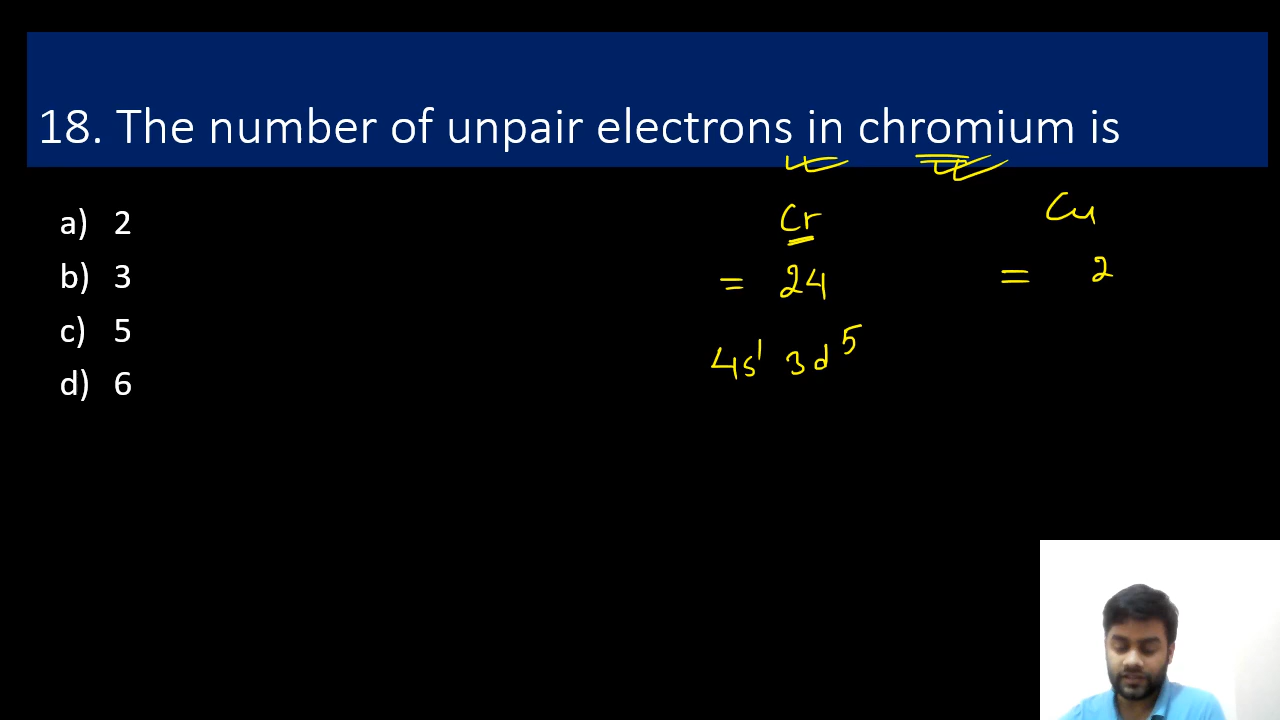 18. The number of unpair electrons in chromium is
a) 2
b) 3
c) 5
d) 6
Cr
= 24
4s¹ 3d⁵
Cu
= 2